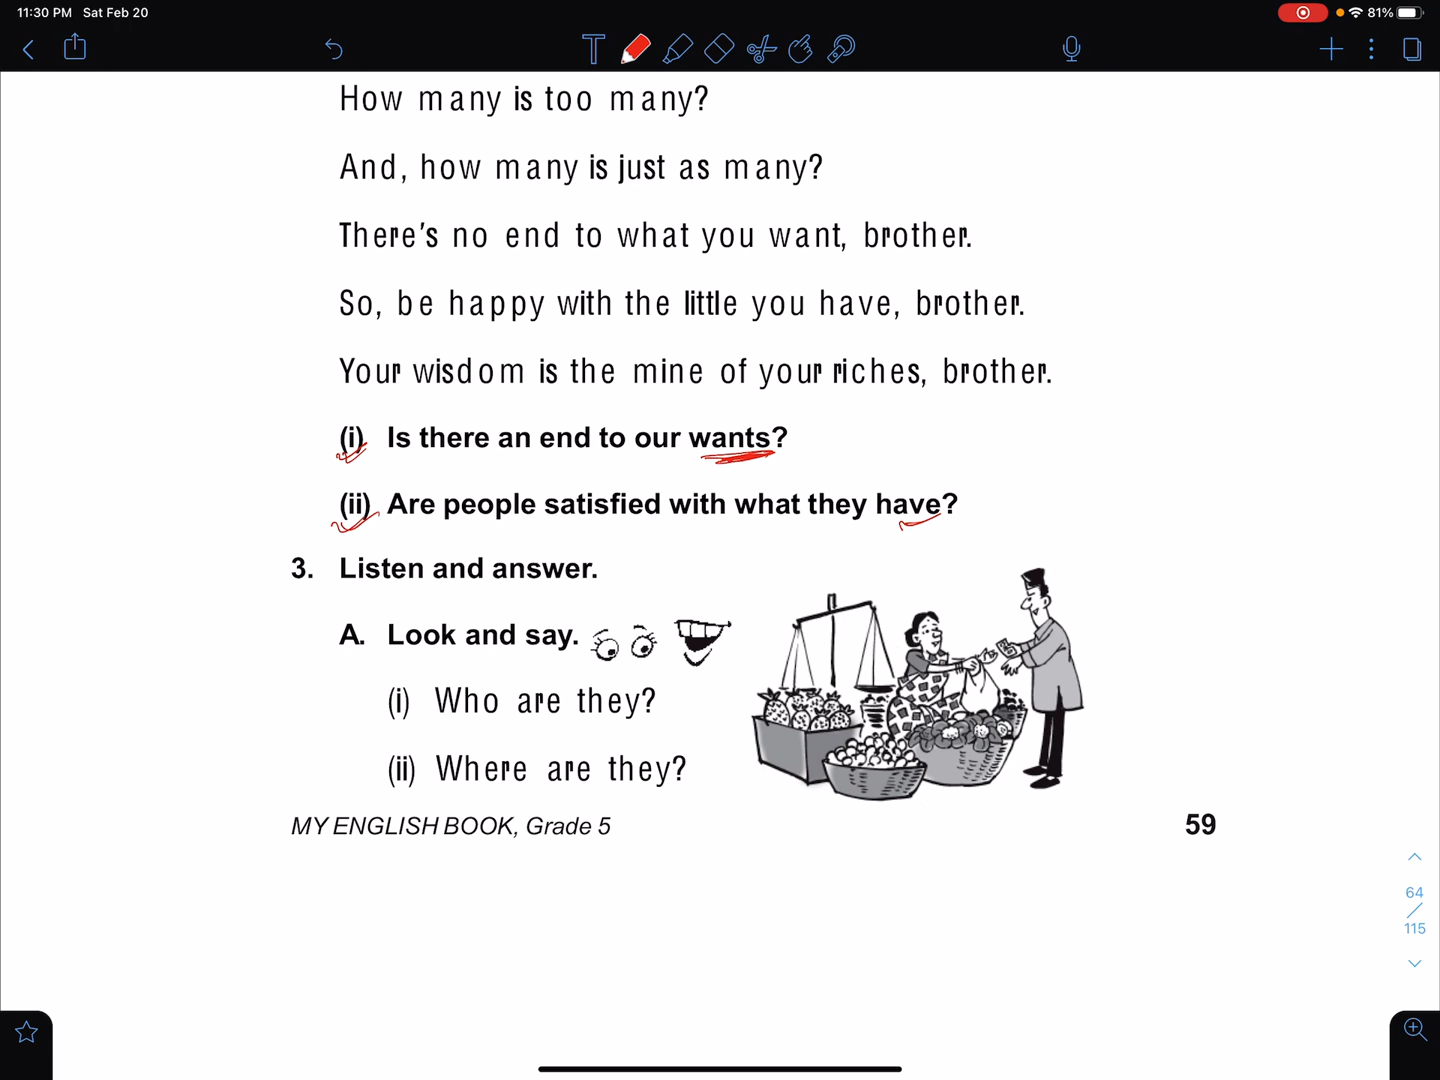 11:30 PM Sat Feb 20
81%
How many is too many?
And, how many is just as many?
There's no end to what you want, brother.
So, be happy with the little you have, brother.
Your wisdom is the mine of your riches, brother.
(i) Is there an end to our wants?
(ii) Are people satisfied with what they have?
3. Listen and answer.
A. Look and say.
(i) Who are they?
(ii) Where are they?
MY ENGLISH BOOK, Grade 5
59
64
/
115